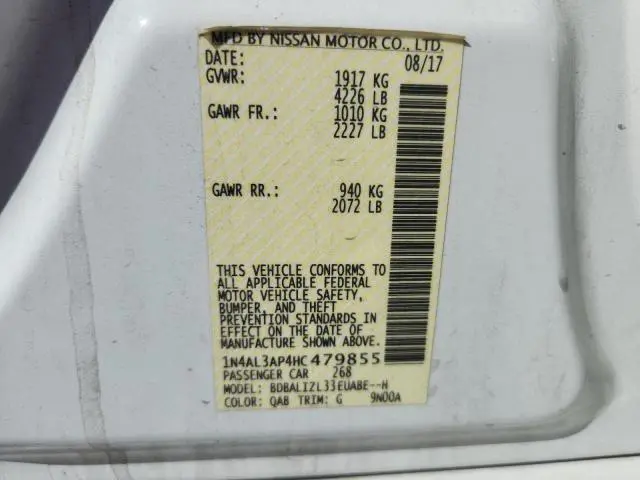 MFD BY NISSAN MOTOR CO., LTD.
DATE: 08/17
GVWR: 1917 KG
4226 LB
GAWR FR.: 1010 KG
2227 LB
GAWR RR.: 940 KG
2072 LB
THIS VEHICLE CONFORMS TO
ALL APPLICABLE FEDERAL
MOTOR VEHICLE SAFETY,
BUMPER, AND THEFT
PREVENTION STANDARDS IN
EFFECT ON THE DATE OF
MANUFACTURE SHOWN ABOVE.
1N4AL3AP4HC479855
PASSENGER CAR 268
MODEL: BDBALIZL33EUABE--H
COLOR: QAB TRIM: G 9N00A